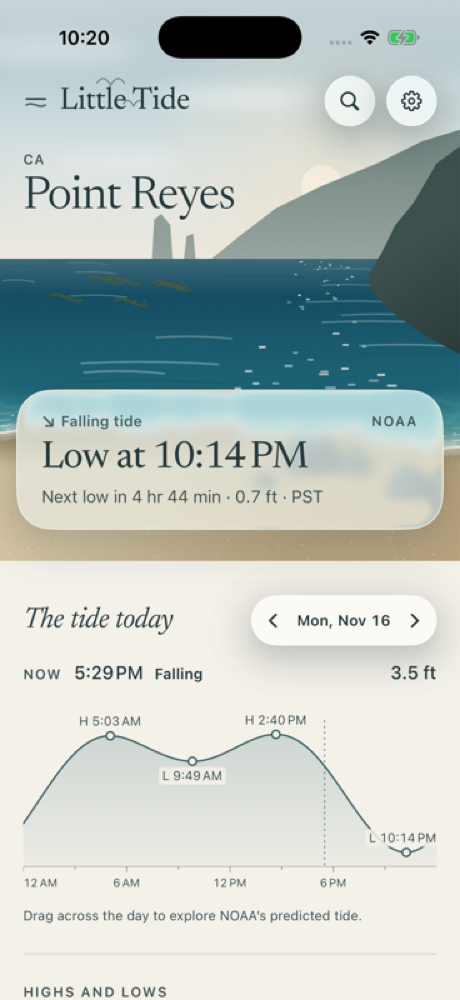 10:20
Little Tide
CA
Point Reyes
Falling tide NOAA
Low at 10:14 PM
Next low in 4 hr 44 min · 0.7 ft · PST
The tide today
Mon, Nov 16
NOW 5:29 PM Falling 3.5 ft
H 5:03 AM H 2:40 PM
L 9:49 AM
L 10:14 PM
12 AM 6 AM 12 PM 6 PM
Drag across the day to explore NOAA's predicted tide.
HIGHS AND LOWS